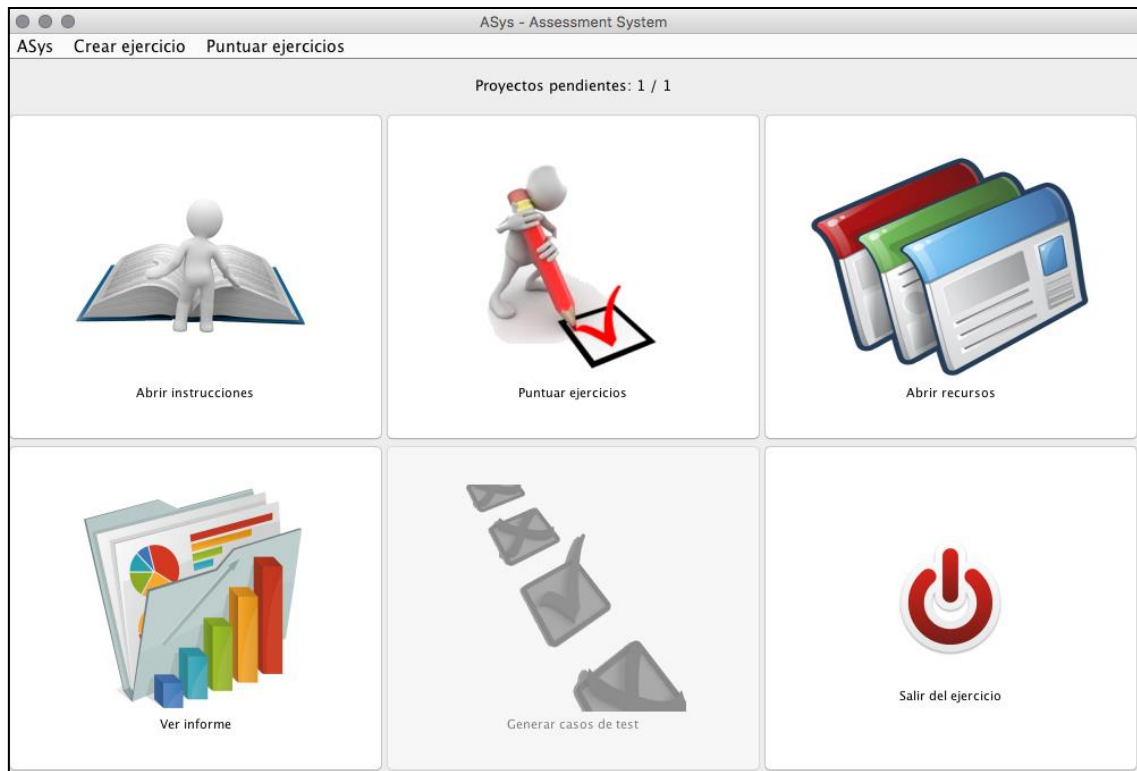 ASys - Assessment System
ASys Crear ejercicio Puntuar ejercicios
Proyectos pendientes: 1 / 1
Abrir instrucciones
Puntuar ejercicios
Abrir recursos
Ver informe
Generar casos de test
Salir del ejercicio